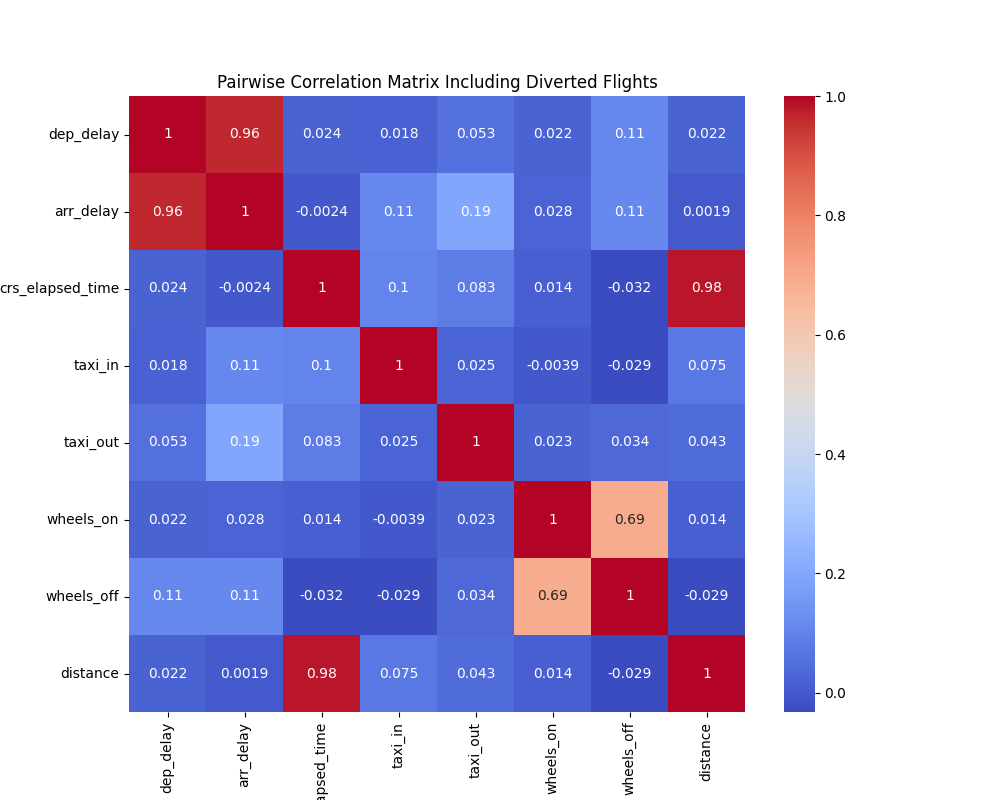 Pairwise Correlation Matrix Including Diverted Flights
dep_delay 1 0.96 0.024 0.018 0.053 0.022 0.11 0.022
arr_delay 0.96 1 -0.0024 0.11 0.19 0.028 0.11 0.0019
crs_elapsed_time 0.024 -0.0024 1 0.1 0.083 0.014 -0.032 0.98
taxi_in 0.018 0.11 0.1 1 0.025 -0.0039 -0.029 0.075
taxi_out 0.053 0.19 0.083 0.025 1 0.023 0.034 0.043
wheels_on 0.022 0.028 0.014 -0.0039 0.023 1 0.69 0.014
wheels_off 0.11 0.11 -0.032 -0.029 0.034 0.69 1 -0.029
distance 0.022 0.0019 0.98 0.075 0.043 0.014 -0.029 1
dep_delay
arr_delay
apsed_time
taxi_in
taxi_out
wheels_on
wheels_off
distance
1.0
0.8
0.6
0.4
0.2
0.0